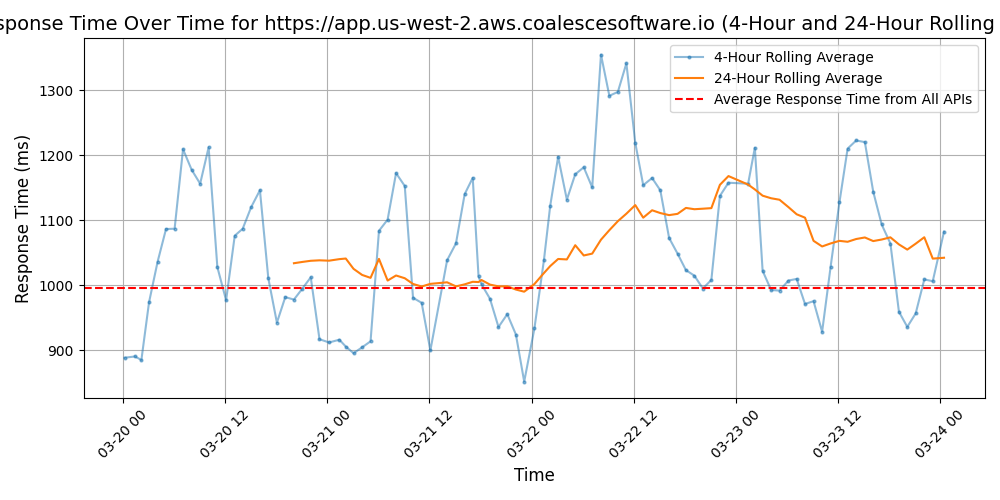 sponse Time Over Time for https://app.us-west-2.aws.coalescesoftware.io (4-Hour and 24-Hour Rolling
4-Hour Rolling Average
24-Hour Rolling Average
Average Response Time from All APIs
Response Time (ms)
1300
1200
1100
1000
900
03-20 00
03-20 12
03-21 00
03-21 12
03-22 00
03-22 12
03-23 00
03-23 12
03-24 00
Time